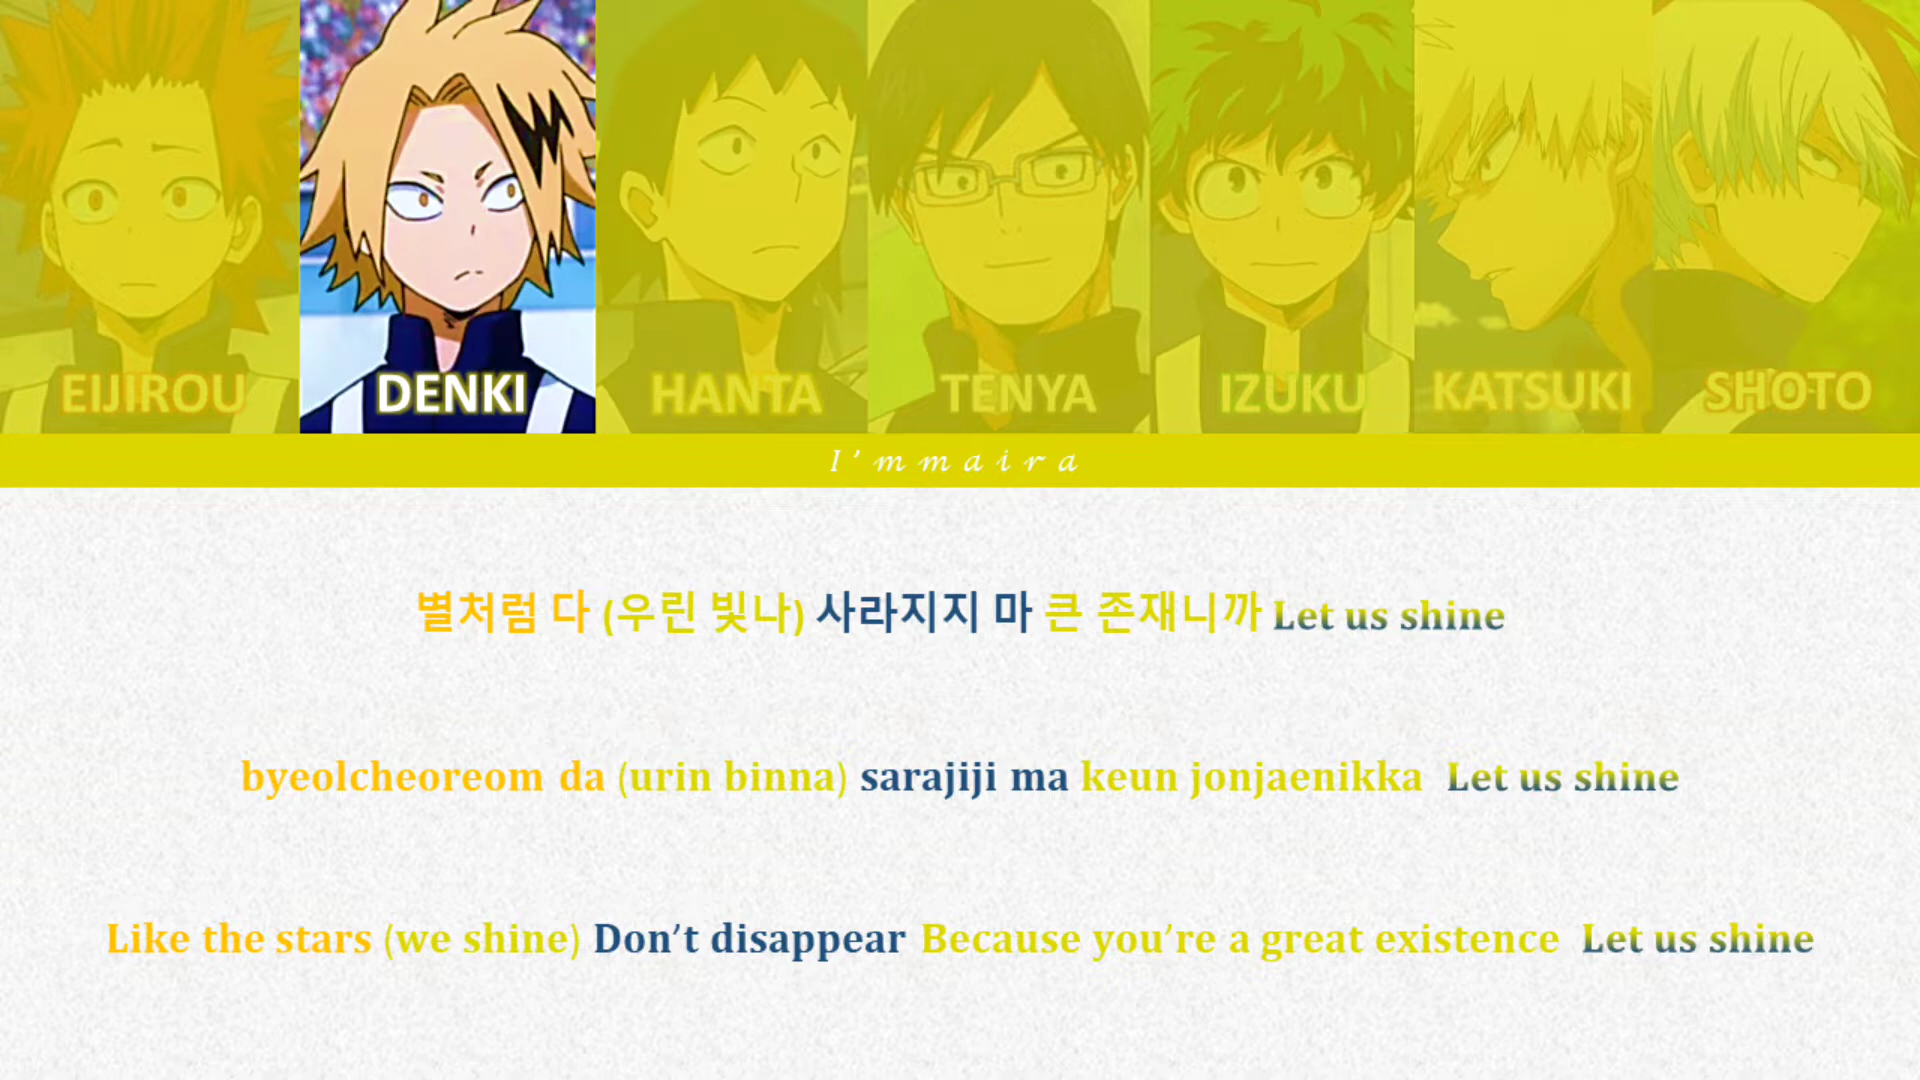 EIJIROU DENKI HANTA TENYA IZUKU KATSUKI SHOTO
I'mmaira
별처럼 다 (우린 빛나) 사라지지 마 큰 존재니까 Let us shine
byeolcheoreom da (urin binna) sarajiji ma keun jonjaenikka Let us shine
Like the stars (we shine) Don't disappear Because you're a great existence Let us shine